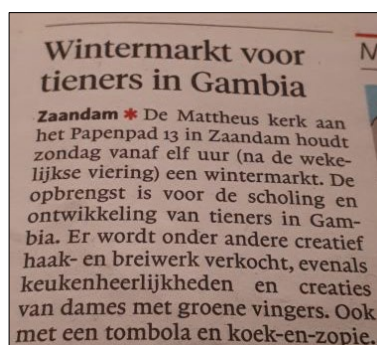 Wintermarkt voor
tieners in Gambia
Zaandam * De Mattheus kerk aan
het Papenpad 13 in Zaandam houdt
zondag vanaf elf uur (na de weke-
lijkse viering) een wintermarkt. De
opbrengst is voor de scholing en
ontwikkeling van tieners in Gam-
bia. Er wordt onder andere creatief
haak- en breiwerk verkocht, evenals
keukenheerlijkheden en creaties
van dames met groene vingers. Ook
met een tombola en koek-en-zopie.
M